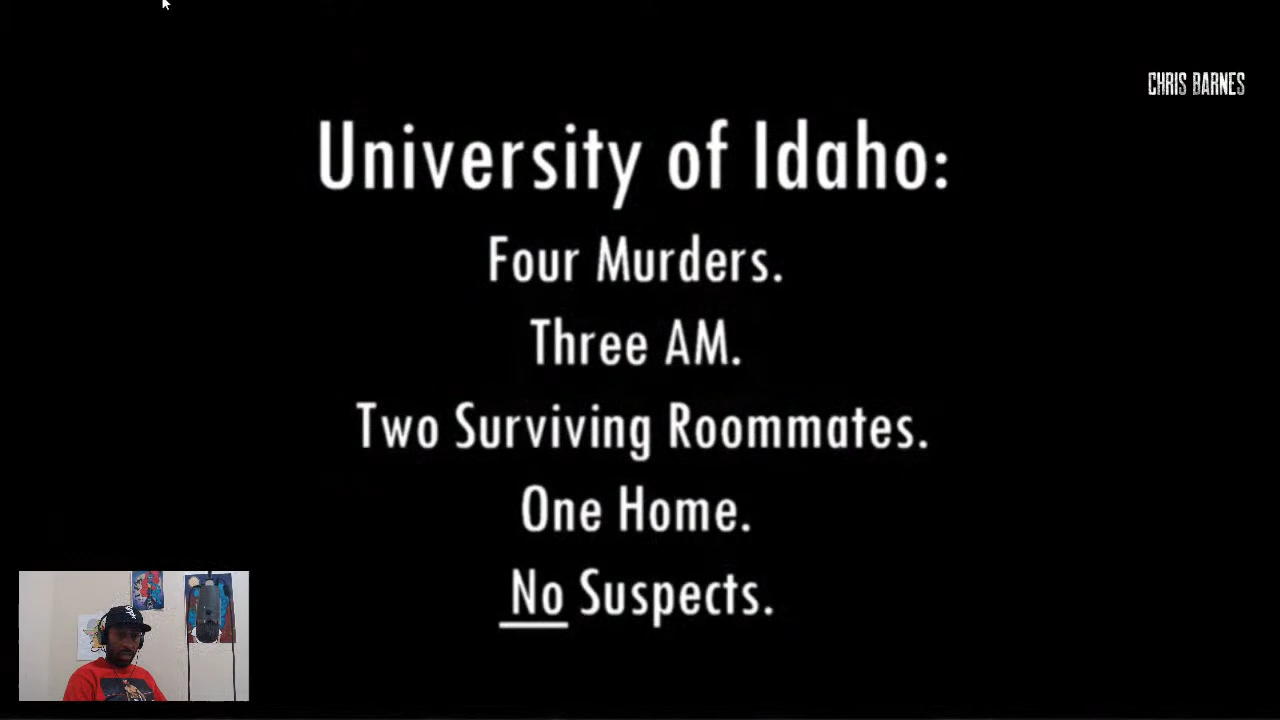 CHRIS BARNES
University of Idaho:
Four Murders.
Three AM.
Two Surviving Roommates.
One Home.
No Suspects.